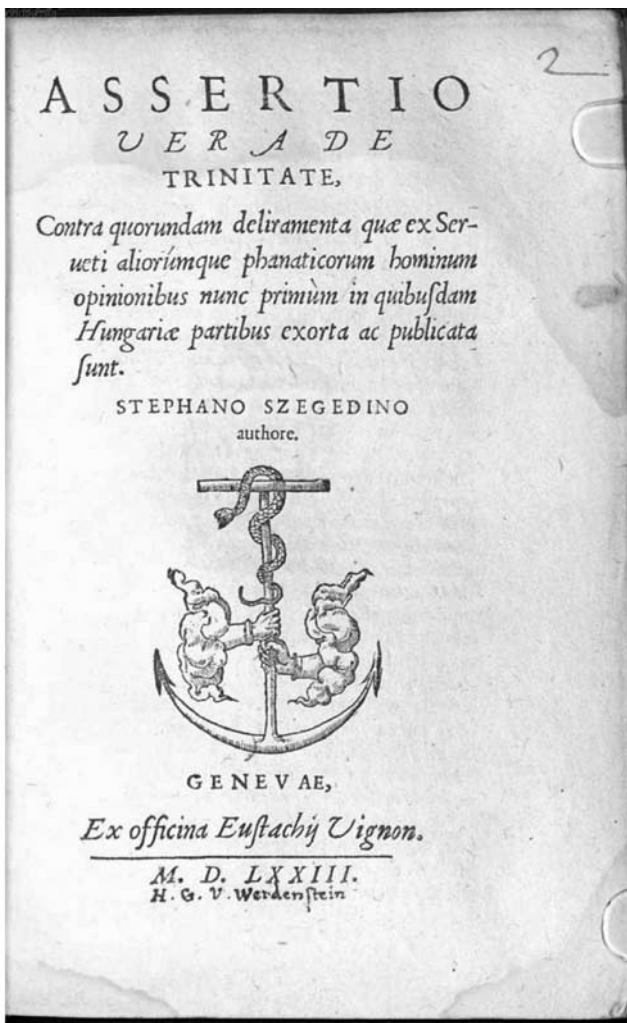 2
ASSERTIO
VERA DE
TRINITATE,
Contra quorundam deliramenta quæ ex Ser-
ueti aliorúmque phanaticorum hominum
opinionibus nunc primùm in quibuſdam
Hungariæ partibus exorta ac publicata
ſunt.
STEPHANO SZEGEDINO
authore.
GENEVAE,
Ex officina Euſtachij Vignon.
M. D. LXXIII.
H. G. V. Werdenſtein